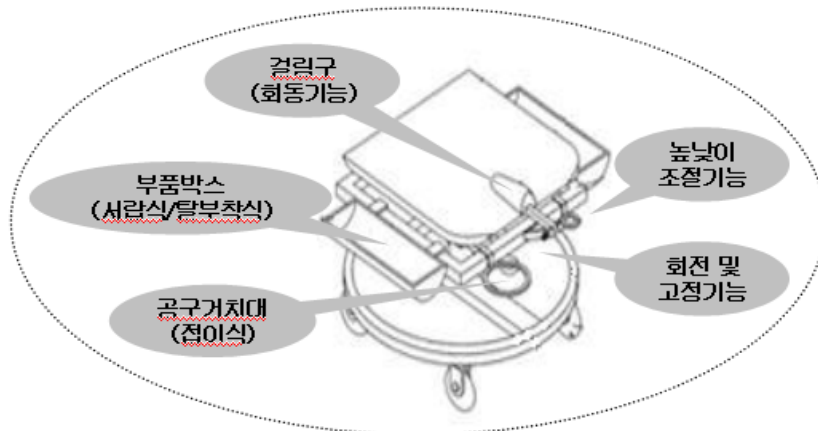 걸림구
(회동기능)
높낮이
조절기능
부품박스
(서랍식/탈부착식)
회전 및
고정기능
공구거치대
(접이식)